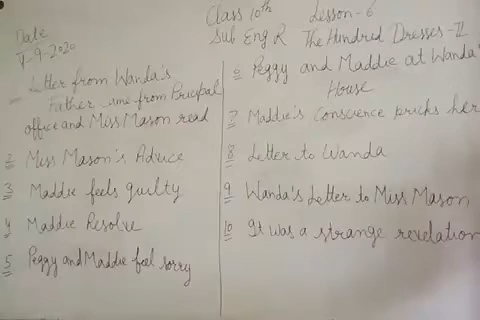 Date
7-9-2020
Class 10th Lesson-6
Sub Eng R The Hundred Dresses-II
1 Letter from Wanda's
Father came from Pricipal
office and Miss Mason read
2 Miss Mason's Advice
3 Maddie feels guilty
4 Maddie Resolve
5 Peggy and Maddie feel sorry
6 Peggy and Maddie at Wanda's
House
7 Maddie's Conscience pricks her
8 Letter to Wanda
9 Wanda's Letter to Miss Mason
10 It was a strange revelation